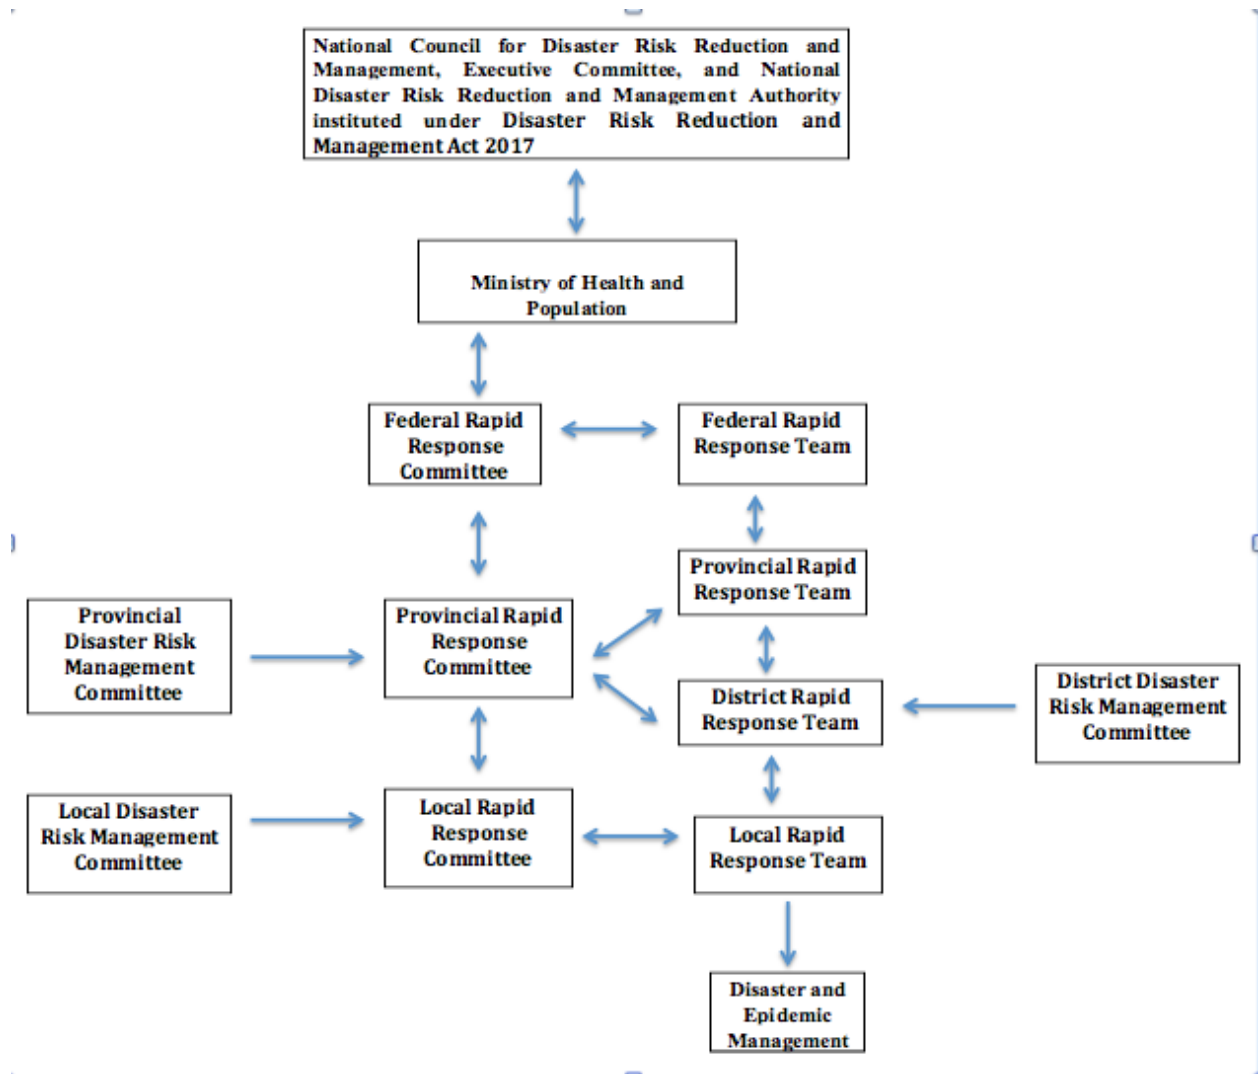 National Council for Disaster Risk Reduction and
Management, Executive Committee, and National
Disaster Risk Reduction and Management Authority
instituted under Disaster Risk Reduction and
Management Act 2017
Ministry of Health and
Population
Federal Rapid
Response
Committee
Federal Rapid
Response Team
Provincial Rapid
Response Team
Provincial
Disaster Risk
Management
Committee
Provincial Rapid
Response
Committee
District Rapid
Response Team
District Disaster
Risk Management
Committee
Local Disaster
Risk Management
Committee
Local Rapid
Response
Committee
Local Rapid
Response Team
Disaster and
Epidemic
Management